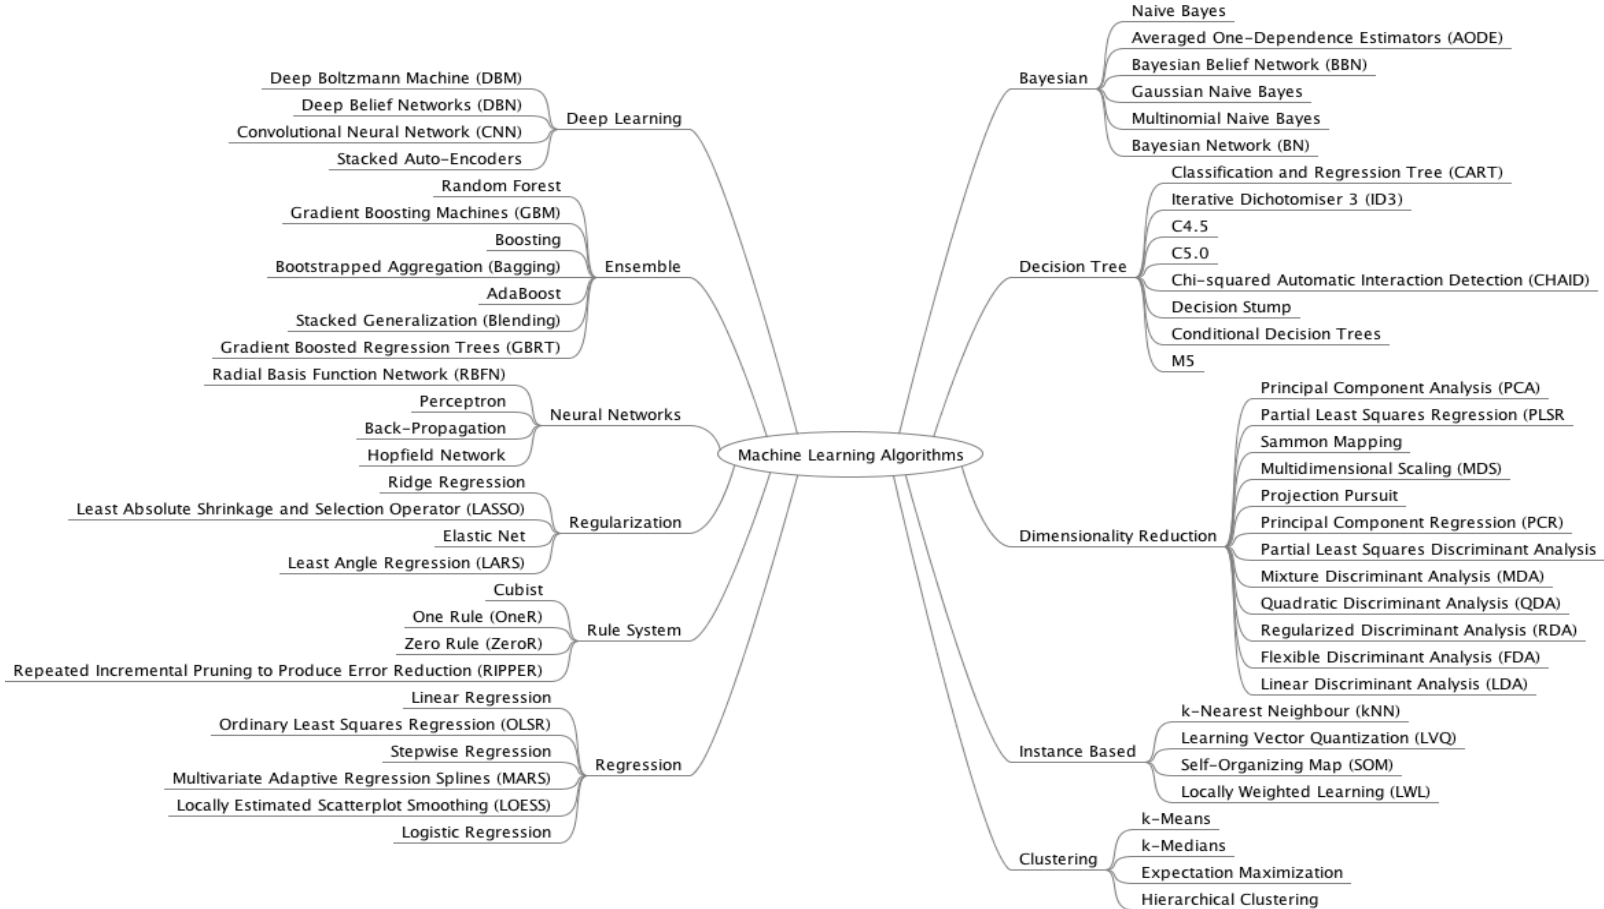 Deep Boltzmann Machine (DBM)
Deep Belief Networks (DBN)
Convolutional Neural Network (CNN)
Stacked Auto-Encoders
Deep Learning
Random Forest
Gradient Boosting Machines (GBM)
Boosting
Bootstrapped Aggregation (Bagging)
AdaBoost
Stacked Generalization (Blending)
Gradient Boosted Regression Trees (GBRT)
Ensemble
Radial Basis Function Network (RBFN)
Perceptron
Back-Propagation
Hopfield Network
Neural Networks
Ridge Regression
Least Absolute Shrinkage and Selection Operator (LASSO)
Elastic Net
Least Angle Regression (LARS)
Regularization
Cubist
One Rule (OneR)
Zero Rule (ZeroR)
Repeated Incremental Pruning to Produce Error Reduction (RIPPER)
Rule System
Linear Regression
Ordinary Least Squares Regression (OLSR)
Stepwise Regression
Multivariate Adaptive Regression Splines (MARS)
Locally Estimated Scatterplot Smoothing (LOESS)
Logistic Regression
Regression
Machine Learning Algorithms
Bayesian
Naive Bayes
Averaged One-Dependence Estimators (AODE)
Bayesian Belief Network (BBN)
Gaussian Naive Bayes
Multinomial Naive Bayes
Bayesian Network (BN)
Decision Tree
Classification and Regression Tree (CART)
Iterative Dichotomiser 3 (ID3)
C4.5
C5.0
Chi-squared Automatic Interaction Detection (CHAID)
Decision Stump
Conditional Decision Trees
M5
Dimensionality Reduction
Principal Component Analysis (PCA)
Partial Least Squares Regression (PLSR
Sammon Mapping
Multidimensional Scaling (MDS)
Projection Pursuit
Principal Component Regression (PCR)
Partial Least Squares Discriminant Analysis
Mixture Discriminant Analysis (MDA)
Quadratic Discriminant Analysis (QDA)
Regularized Discriminant Analysis (RDA)
Flexible Discriminant Analysis (FDA)
Linear Discriminant Analysis (LDA)
Instance Based
k-Nearest Neighbour (kNN)
Learning Vector Quantization (LVQ)
Self-Organizing Map (SOM)
Locally Weighted Learning (LWL)
Clustering
k-Means
k-Medians
Expectation Maximization
Hierarchical Clustering